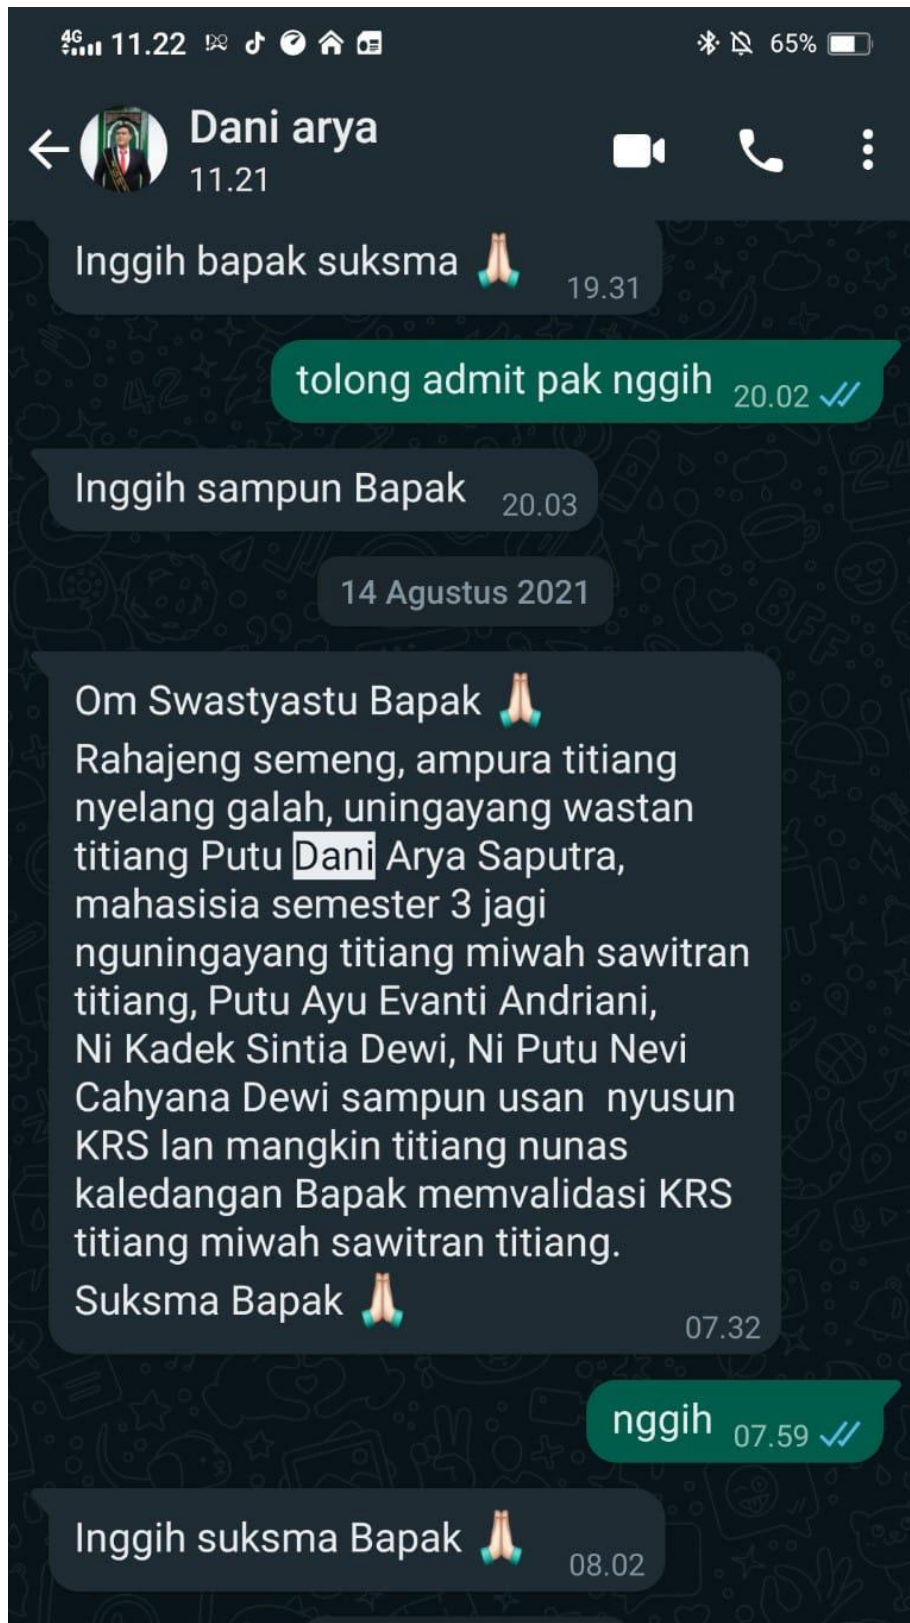 4G 11.22 65%
Dani arya
11.21
Inggih bapak suksma 🙏🏻
19.31
tolong admit pak nggih 20.02
Inggih sampun Bapak 20.03
14 Agustus 2021
Om Swastyastu Bapak 🙏🏻
Rahajeng semeng, ampura titiang
nyelang galah, uningayang wastan
titiang Putu Dani Arya Saputra,
mahasisia semester 3 jagi
nguningayang titiang miwah sawitran
titiang, Putu Ayu Evanti Andriani,
Ni Kadek Sintia Dewi, Ni Putu Nevi
Cahyana Dewi sampun usan  nyusun
KRS lan mangkin titiang nunas
kaledangan Bapak memvalidasi KRS
titiang miwah sawitran titiang.
Suksma Bapak 🙏🏻
07.32
nggih 07.59
Inggih suksma Bapak 🙏🏻
08.02